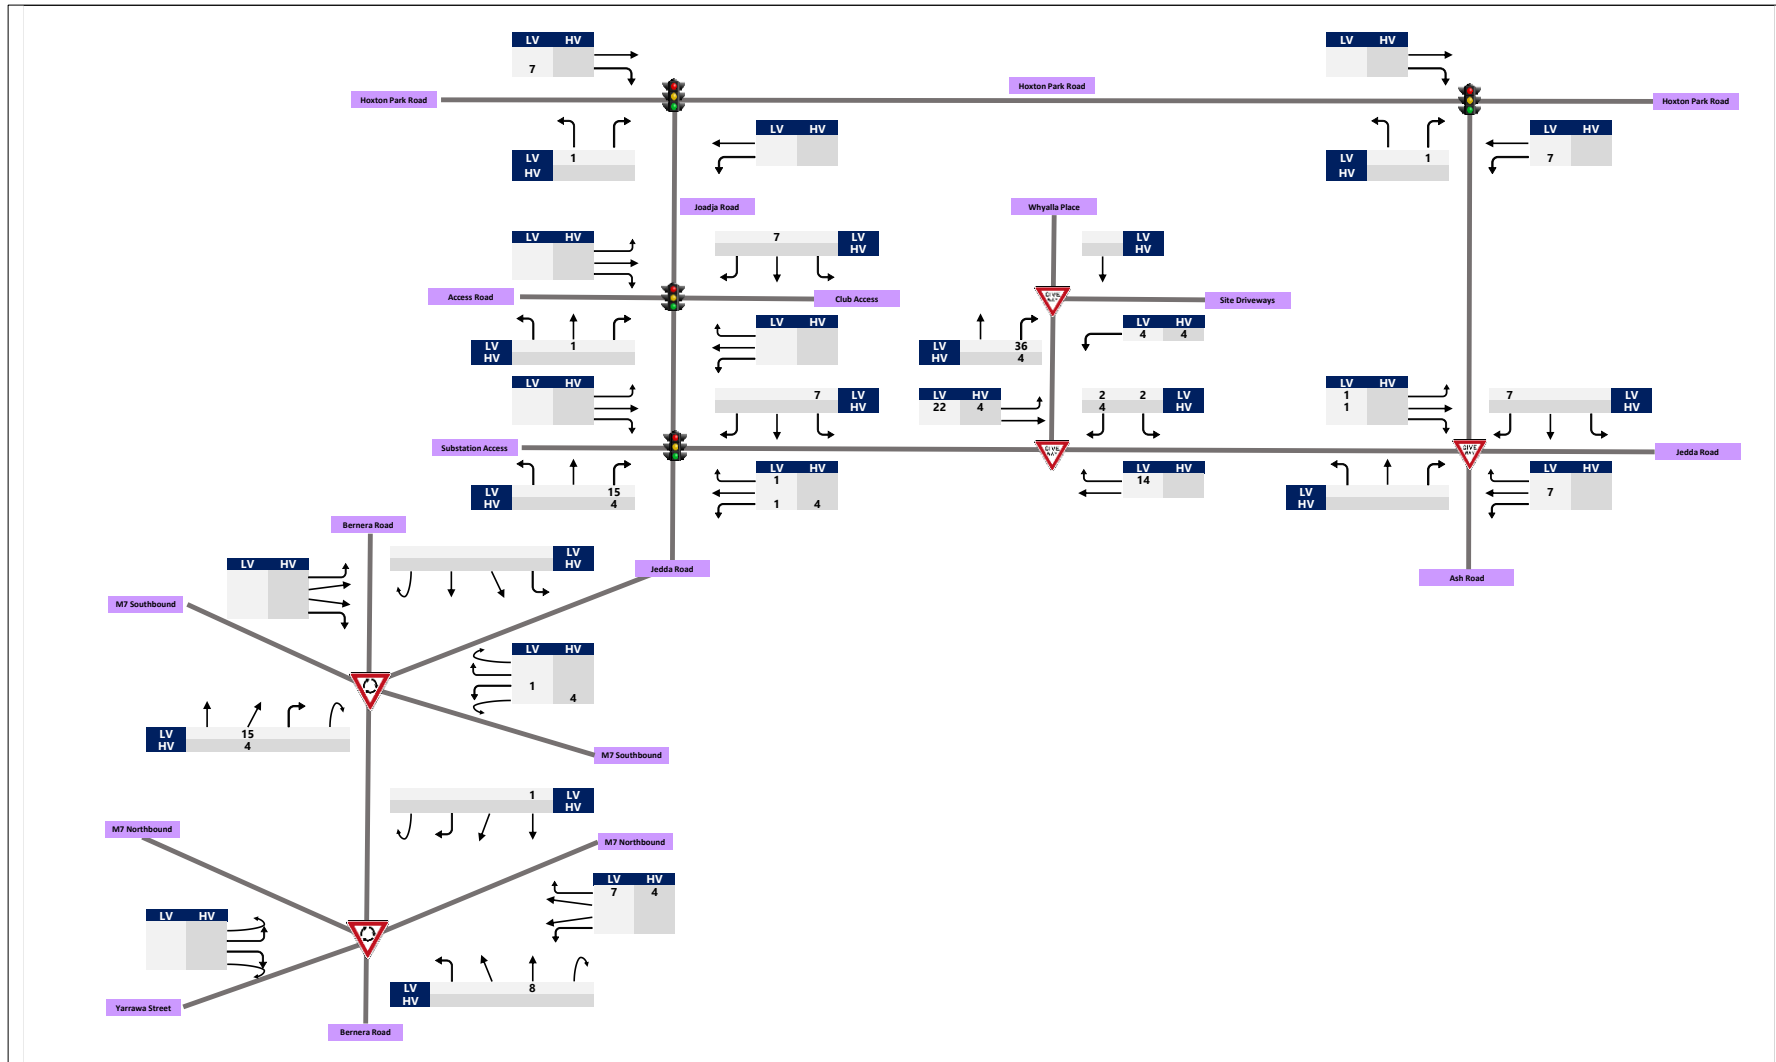 LV HV
7
LV HV
Hoxton Park Road
Hoxton Park Road
Hoxton Park Road
LV 1
HV
LV HV
LV 1
HV
LV HV
7
Joadja Road
Whyalla Place
LV HV
7 LV
HV
LV
HV
Access Road
Club Access
GIVE WAY
Site Driveways
LV 1
HV
LV HV
LV 36
HV 4
LV HV
4 4
LV HV
7 LV
HV
LV HV
22 4
2 2 LV
4 HV
LV HV
1
1
7 LV
HV
Substation Access
GIVE WAY
GIVE WAY
Jedda Road
LV 15
HV 4
LV HV
1
1 4
LV HV
14
LV
HV
LV HV
7
Bernera Road
LV HV
LV
HV
Jedda Road
Ash Road
M7 Southbound
LV HV
1
4
LV 15
HV 4
M7 Southbound
1 LV
HV
M7 Northbound
M7 Northbound
LV HV
7 4
LV HV
LV 8
HV
Yarrawa Street
Bernera Road